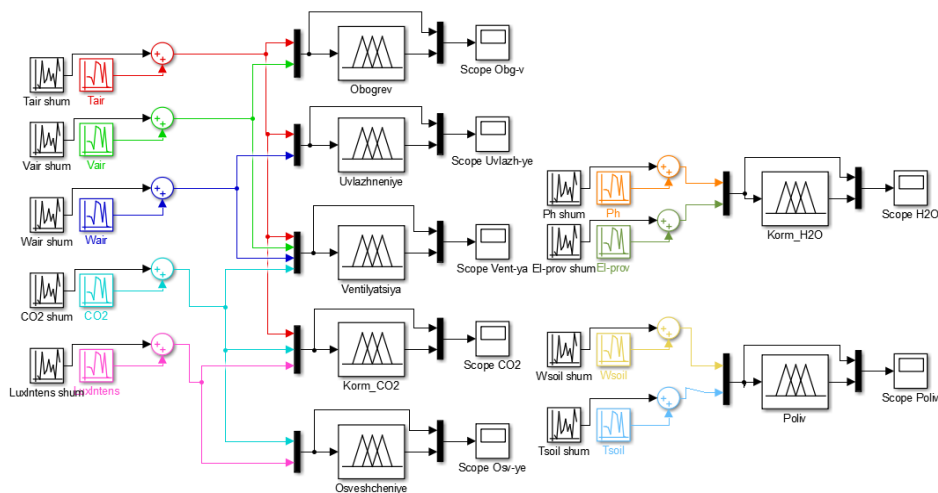 Obogrev
Scope Obg-v
Tair shum
Tair
Vair shum
Vair
Uvlazhneniye
Scope Uvlazh-ye
Wair shum
Wair
Ph shum
Ph
Korm_H2O
Scope H2O
Ventilyatsiya
Scope Vent-ya
El-prov shum
El-prov
CO2 shum
CO2
LuxIntens shum
LuxIntens
Korm_CO2
Scope CO2
Wsoil shum
Wsoil
Poliv
Scope Poliv
Tsoil shum
Tsoil
Osveshcheniye
Scope Osv-ye